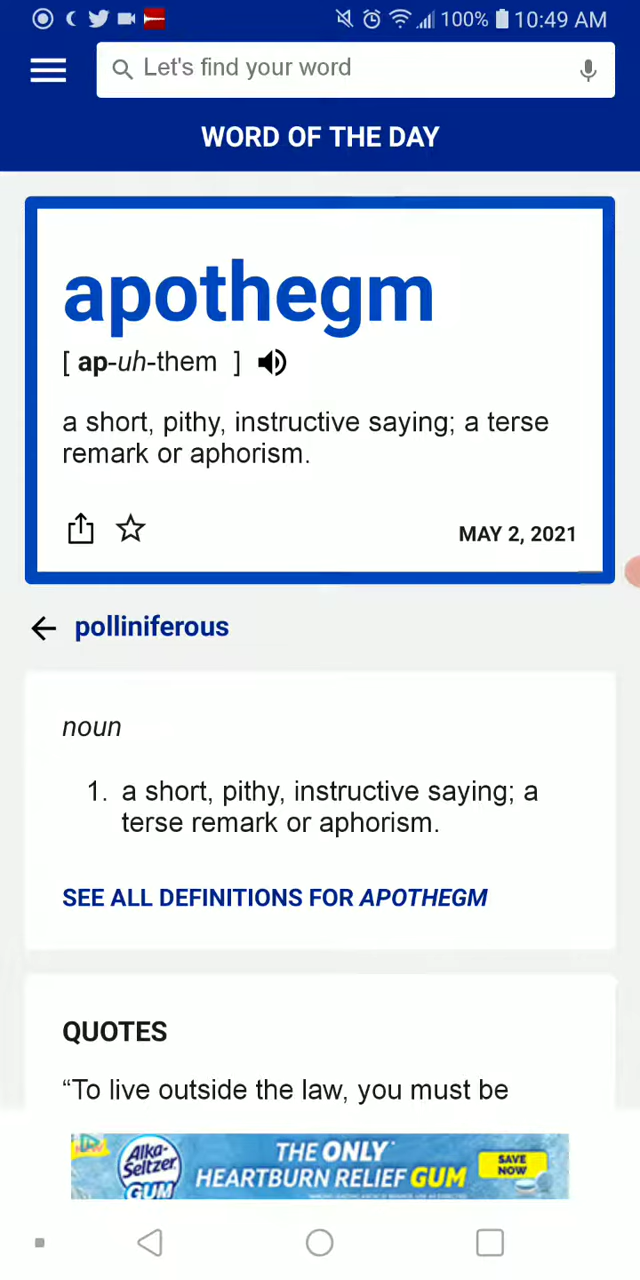 100% 10:49 AM
Let's find your word
WORD OF THE DAY
apothegm
[ ap-uh-them ]
a short, pithy, instructive saying; a terse
remark or aphorism.
MAY 2, 2021
polliniferous
noun
1. a short, pithy, instructive saying; a
terse remark or aphorism.
SEE ALL DEFINITIONS FOR APOTHEGM
QUOTES
“To live outside the law, you must be
Alka-
Seltzer
GUM
THE ONLY
HEARTBURN RELIEF GUM
SAVE
NOW